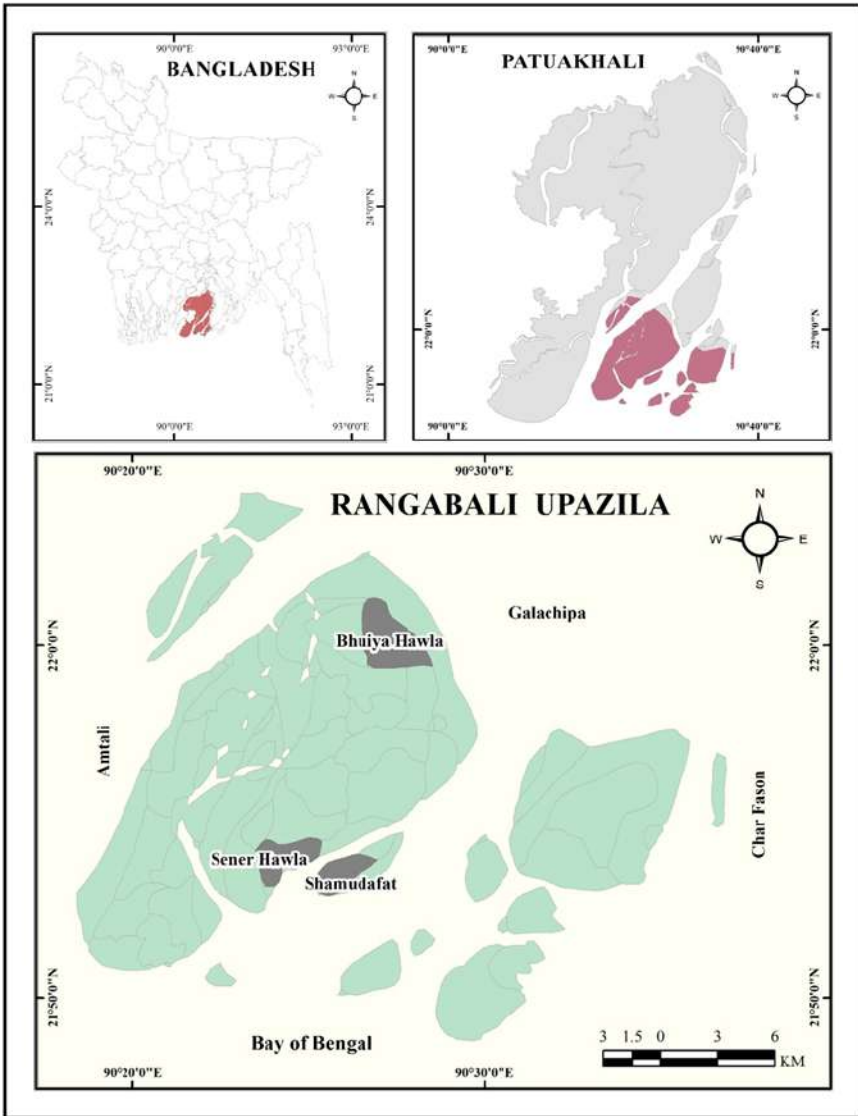 90°0'0"E 93°0'0"E
BANGLADESH
N
W E
S
24°0'0"N
21°0'0"N
21°0'0"N
90°0'0"E 93°0'0"E
90°0'0"E 90°40'0"E
PATUAKHALI
N
W E
S
22°0'0"N
22°0'0"N
90°0'0"E 90°40'0"E
90°20'0"E 90°30'0"E
RANGABALI UPAZILA
N
W E
S
Galachipa
Bhuiya Hawla
22°0'0"N
22°0'0"N
Amtali
Char Fason
Sener Hawla
Shamudafat
21°50'0"N
21°50'0"N
Bay of Bengal
3 1.5 0 3 6
KM
90°20'0"E 90°30'0"E